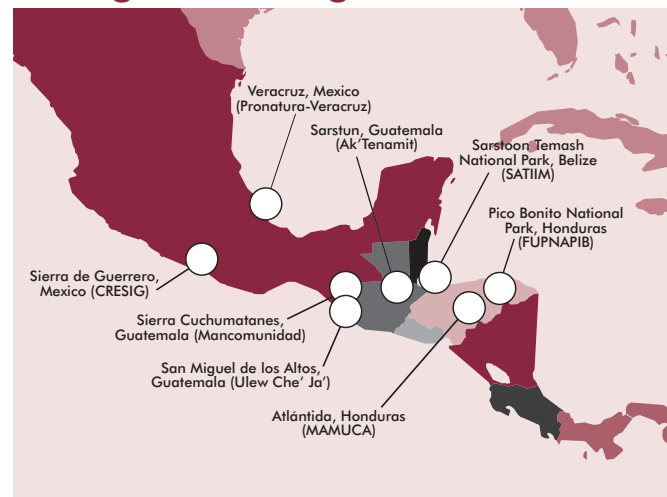 Veracruz, Mexico
(Pronatura-Veracruz)
Sarstun, Guatemala
(Ak'Tenamit)
Sarstoon Temash
National Park, Belize
(SATIIM)
Pico Bonito National
Park, Honduras
(FUPNAPIB)
Sierra de Guerrero,
Mexico (CRESIG)
Sierra Cuchumatanes,
Guatemala (Mancomunidad)
San Miguel de los Altos,
Guatemala (Ulew Che' Ja')
Atlántida, Honduras
(MAMUCA)